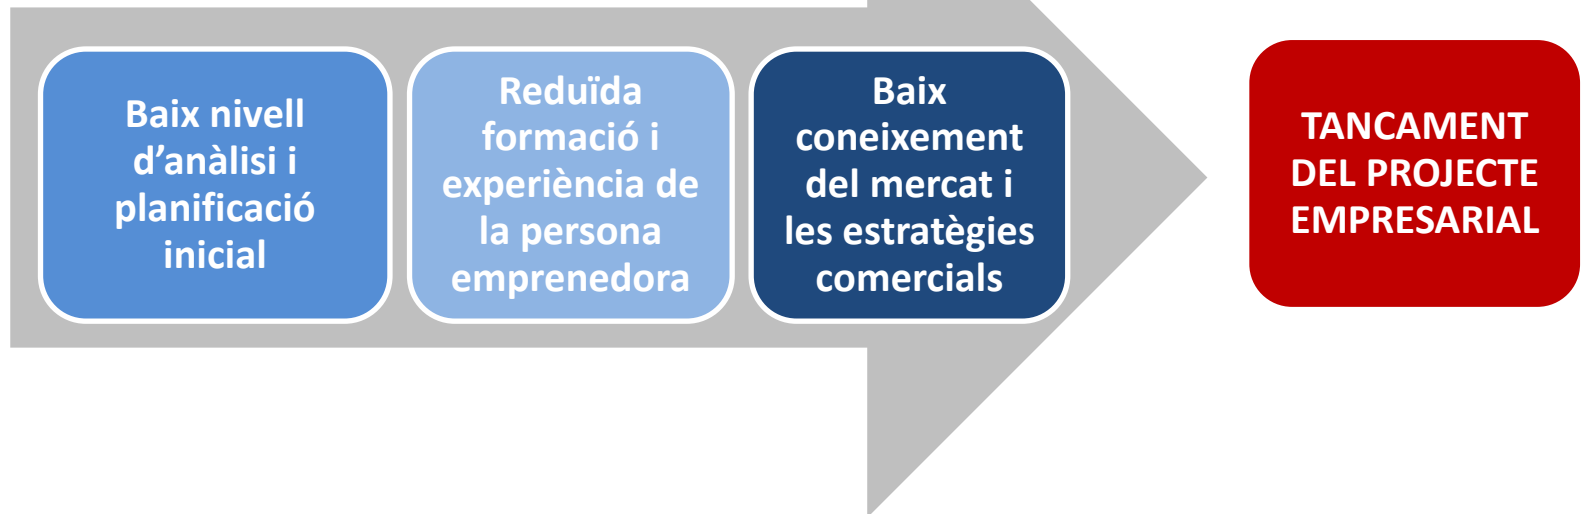 Baix nivell
d’anàlisi i
planificació
inicial
Reduïda
formació i
experiència de
la persona
emprenedora
Baix
coneixement
del mercat i
les estratègies
comercials
TANCAMENT
DEL PROJECTE
EMPRESARIAL